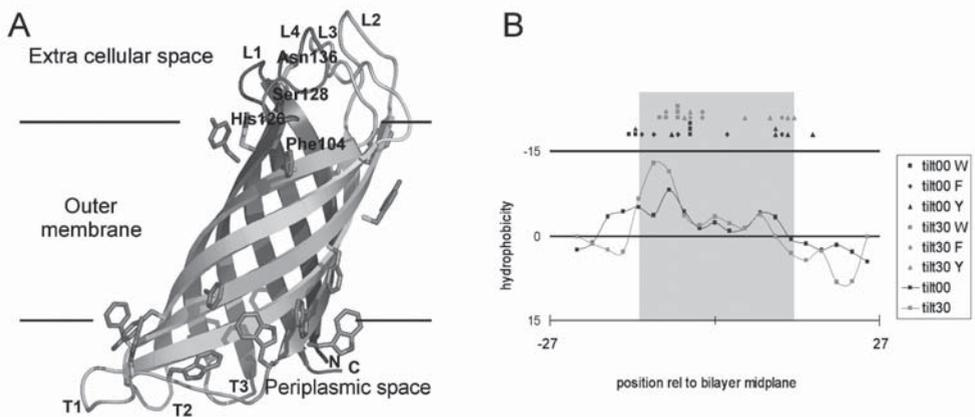 A
L2
L4
L3
L1
Asn136
Extra cellular space
Ser128
His126
Phe104
Outer
membrane
N
C
T3
Periplasmic space
T1
T2
B
-15
0
15
hydrophobicity
-27
27
position rel to bilayer midplane
tilt00 W
tilt00 F
tilt00 Y
tilt30 W
tilt30 F
tilt30 Y
tilt00
tilt30